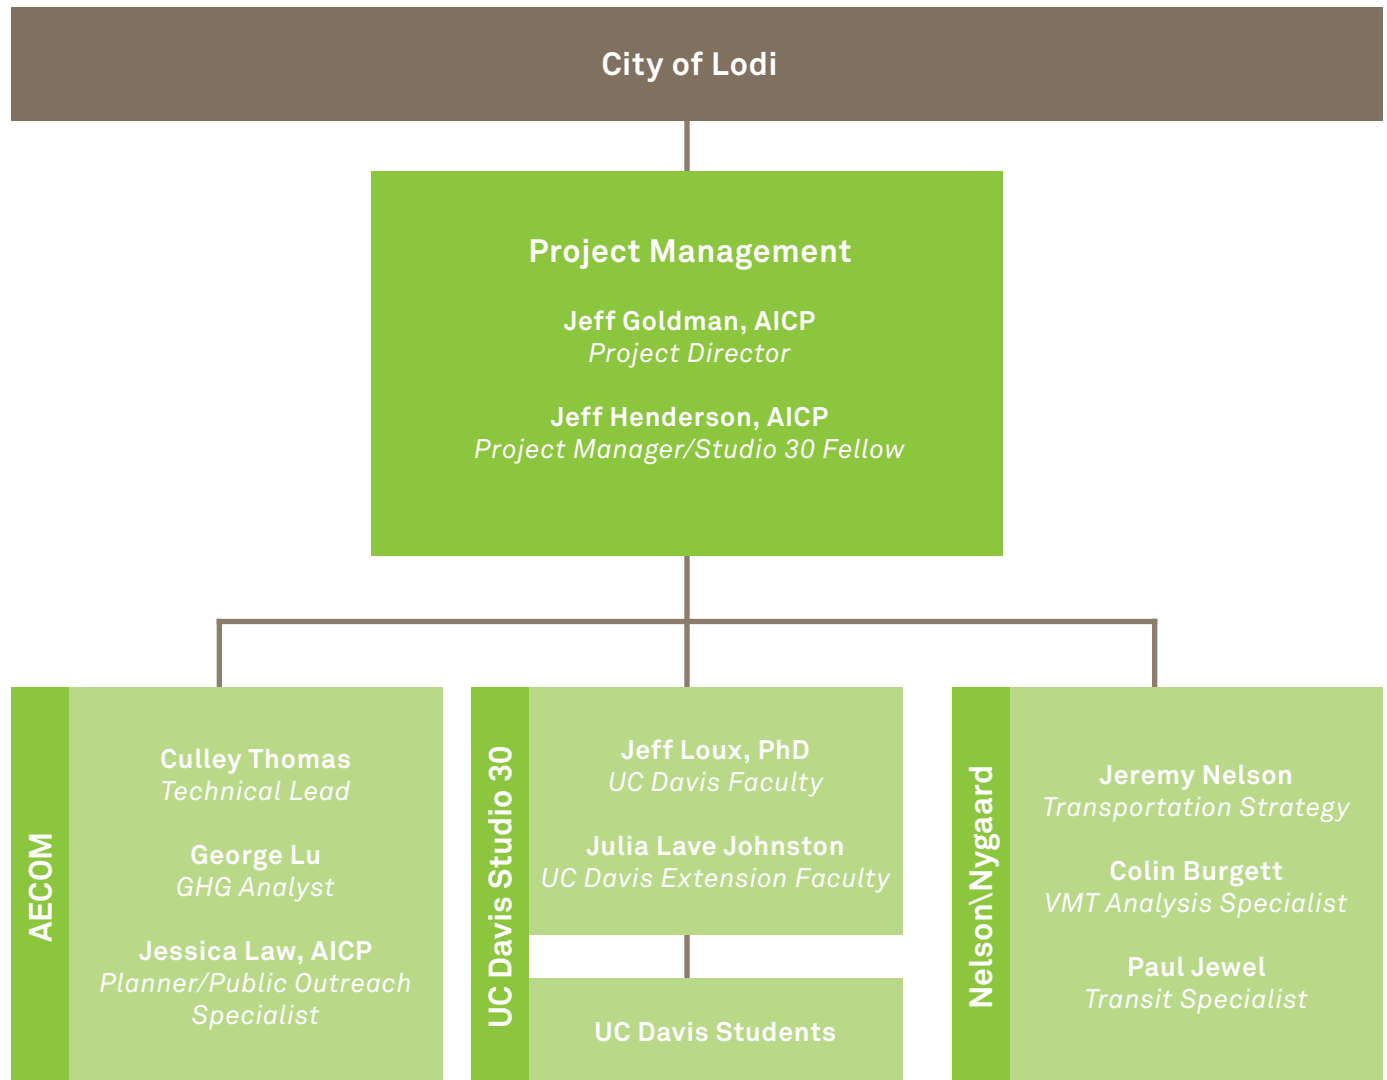 City of Lodi
Project Management
Jeff Goldman, AICP
Project Director
Jeff Henderson, AICP
Project Manager/Studio 30 Fellow
AECOM
Culley Thomas
Technical Lead
George Lu
GHG Analyst
Jessica Law, AICP
Planner/Public Outreach
Specialist
UC Davis Studio 30
Jeff Loux, PhD
UC Davis Faculty
Julia Lave Johnston
UC Davis Extension Faculty
UC Davis Students
Nelson\Nygaard
Jeremy Nelson
Transportation Strategy
Colin Burgett
VMT Analysis Specialist
Paul Jewel
Transit Specialist